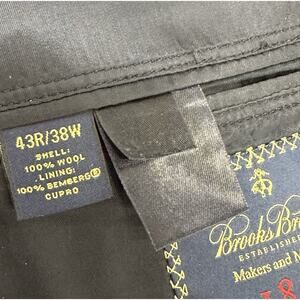 43R/38W
SHELL:
100% WOOL
LINING:
100% BEMBERG®
CUPRO
Brooks Br
ESTABLISHE
Makers and M
&